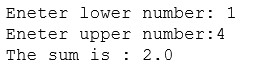 Eneter lower number: 1
Eneter upper number:4
The sum is : 2.0